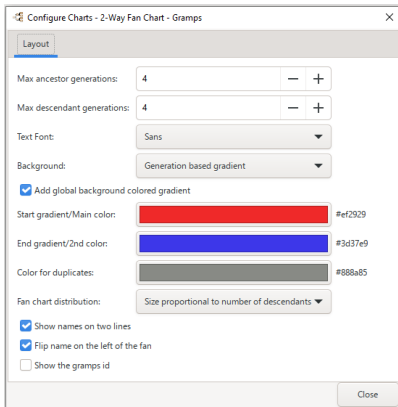 Configure Charts - 2-Way Fan Chart - Gramps
Layout
Max ancestor generations: 4
Max descendant generations: 4
Text Font: Sans
Background: Generation based gradient
Add global background colored gradient
Start gradient/Main color: #ef2929
End gradient/2nd color: #3d37e9
Color for duplicates: #888a85
Fan chart distribution: Size proportional to number of descendants
Show names on two lines
Flip name on the left of the fan
Show the gramps id
Close